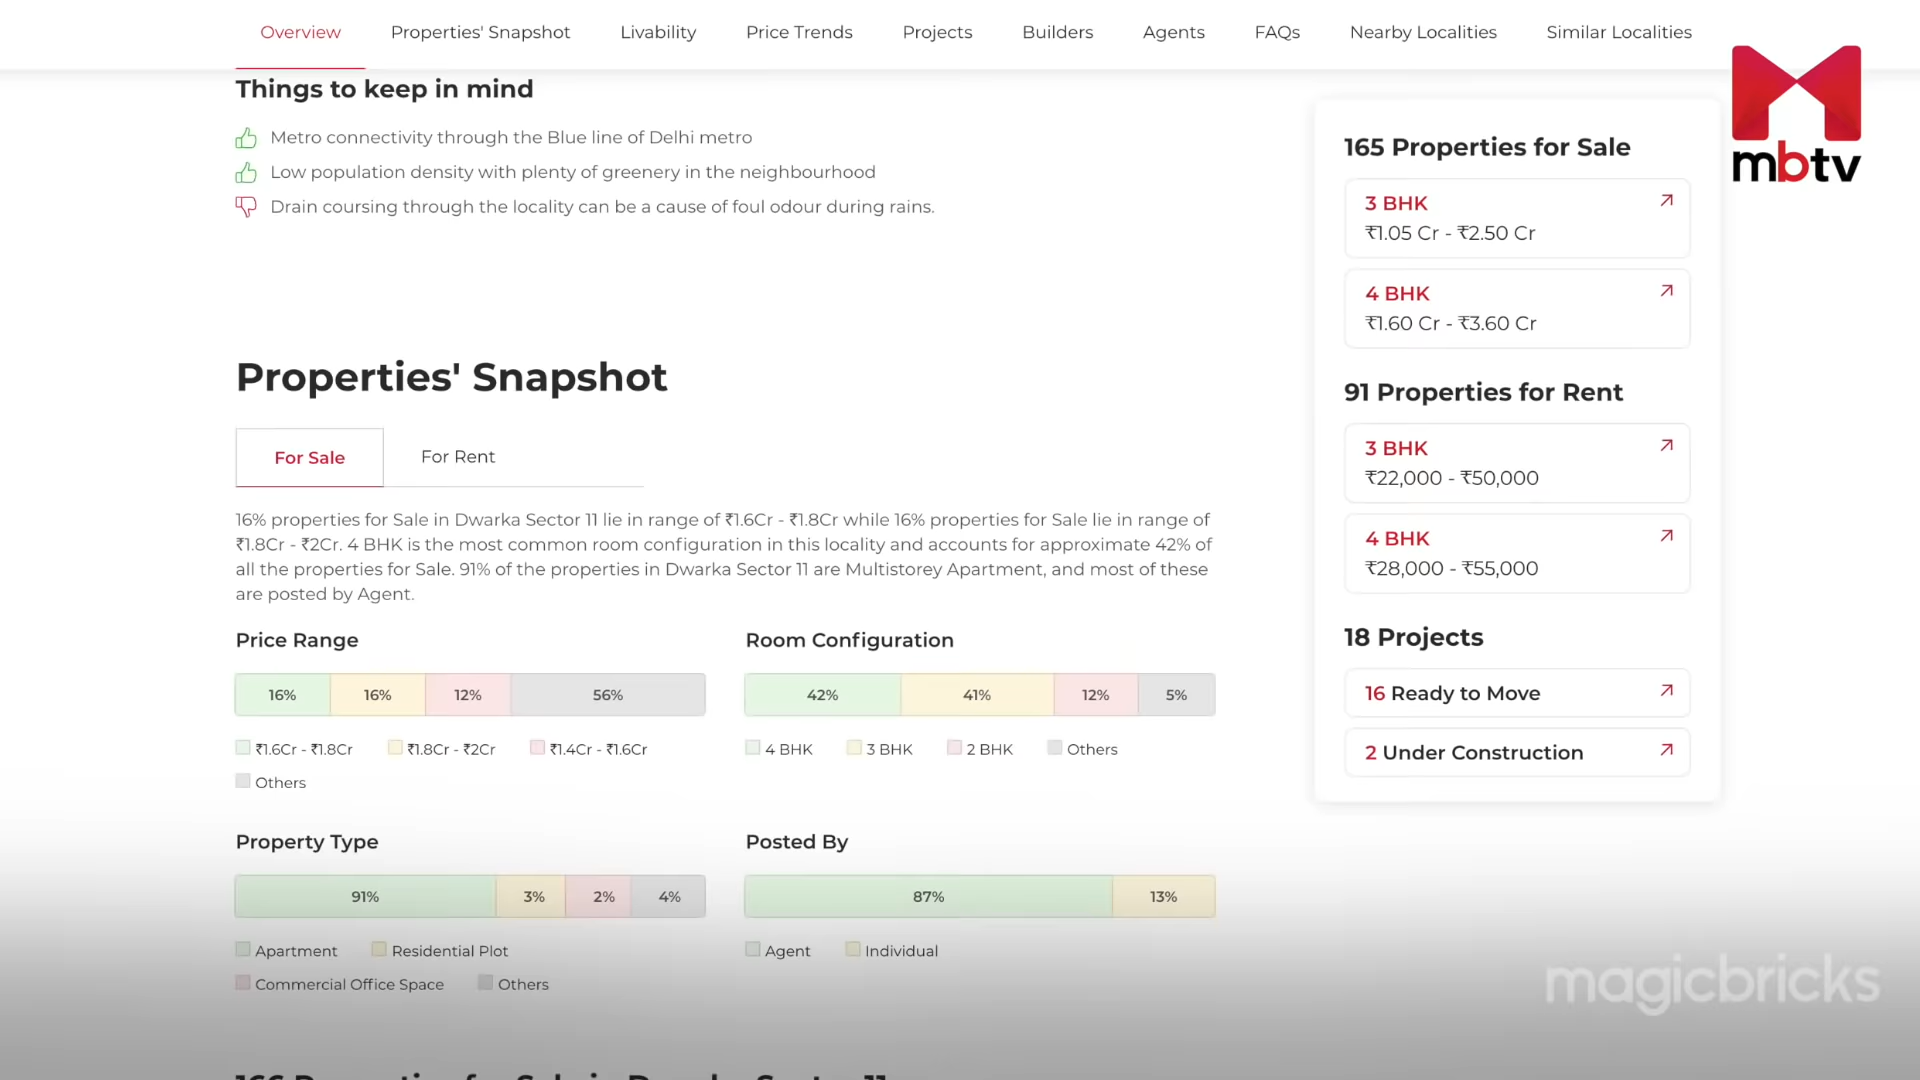 Overview Properties' Snapshot Livability Price Trends Projects Builders Agents FAQs Nearby Localities Similar Localities
mbtv
Things to keep in mind
Metro connectivity through the Blue line of Delhi metro
Low population density with plenty of greenery in the neighbourhood
Drain coursing through the locality can be a cause of foul odour during rains.
Properties' Snapshot
For Sale For Rent
16% properties for Sale in Dwarka Sector 11 lie in range of ₹1.6Cr - ₹1.8Cr while 16% properties for Sale lie in range of
₹1.8Cr - ₹2Cr. 4 BHK is the most common room configuration in this locality and accounts for approximate 42% of
all the properties for Sale. 91% of the properties in Dwarka Sector 11 are Multistorey Apartment, and most of these
are posted by Agent.
Price Range
16% 16% 12% 56%
₹1.6Cr - ₹1.8Cr ₹1.8Cr - ₹2Cr ₹1.4Cr - ₹1.6Cr
Others
Room Configuration
42% 41% 12% 5%
4 BHK 3 BHK 2 BHK Others
Property Type
91% 3% 2% 4%
Apartment Residential Plot
Commercial Office Space Others
Posted By
87% 13%
Agent Individual
165 Properties for Sale
3 BHK
₹1.05 Cr - ₹2.50 Cr
4 BHK
₹1.60 Cr - ₹3.60 Cr
91 Properties for Rent
3 BHK
₹22,000 - ₹50,000
4 BHK
₹28,000 - ₹55,000
18 Projects
16 Ready to Move
2 Under Construction
magicbricks
166 Properties for Sale in Dwarka Sector 11